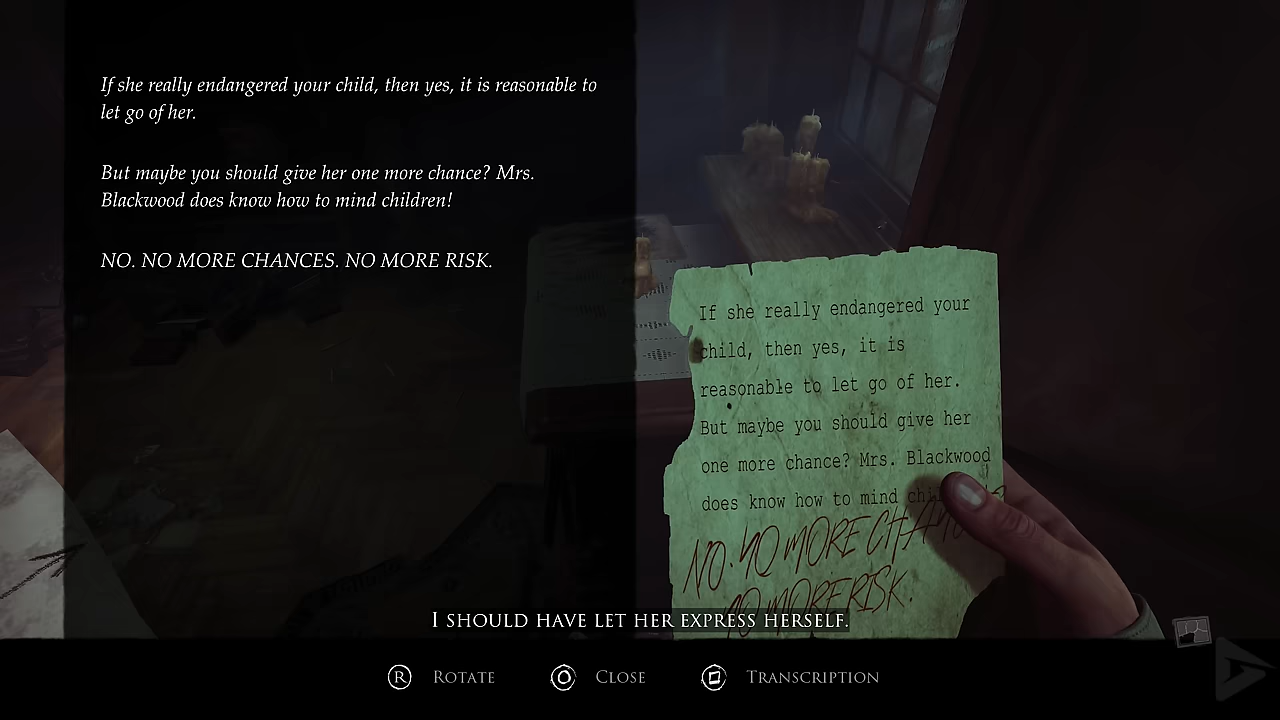 If she really endangered your child, then yes, it is reasonable to
let go of her.
But maybe you should give her one more chance? Mrs.
Blackwood does know how to mind children!
NO. NO MORE CHANCES. NO MORE RISK.
If she really endangered your
child, then yes, it is
reasonable to let go of her.
But maybe you should give her
one more chance? Mrs. Blackwood
does know how to mind
NO. NO MORE
NO MORE RISK.
I SHOULD HAVE LET HER EXPRESS HERSELF.
R ROTATE CLOSE TRANSCRIPTION